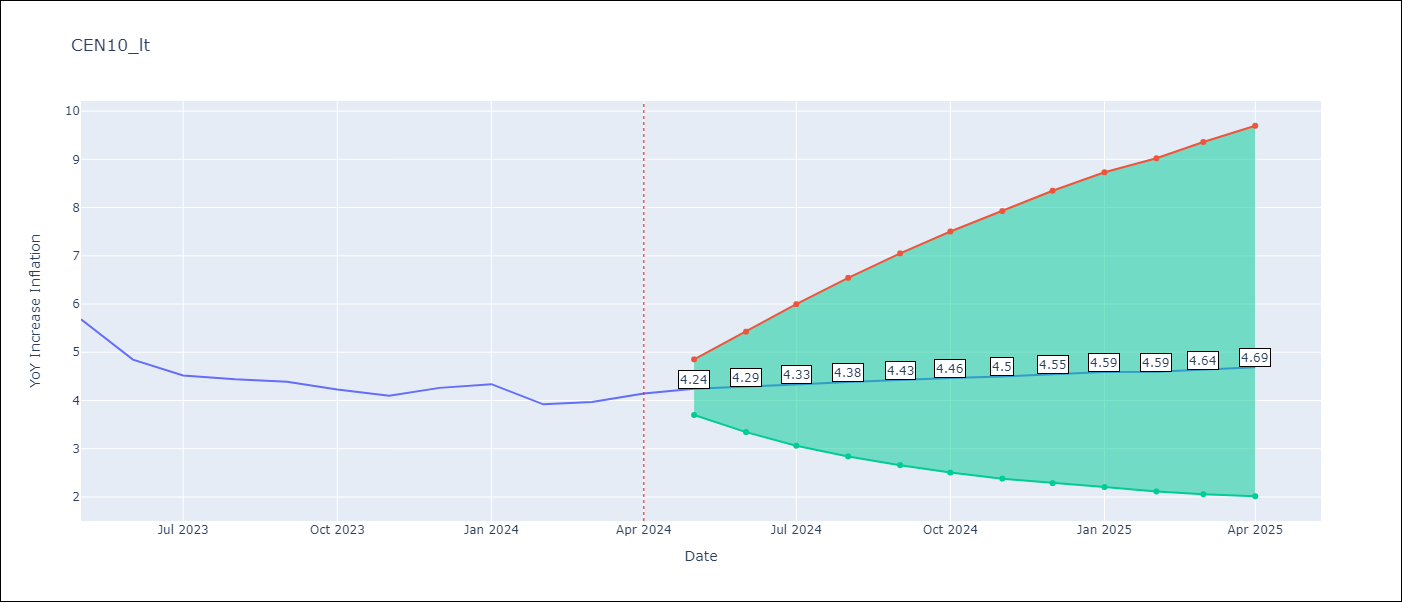 CEN10_lt
YoY Increase Inflation
10
9
8
7
6
5
4
3
2
4.24
4.29
4.33
4.38
4.43
4.46
4.5
4.55
4.59
4.59
4.64
4.69
Jul 2023
Oct 2023
Jan 2024
Apr 2024
Jul 2024
Oct 2024
Jan 2025
Apr 2025
Date